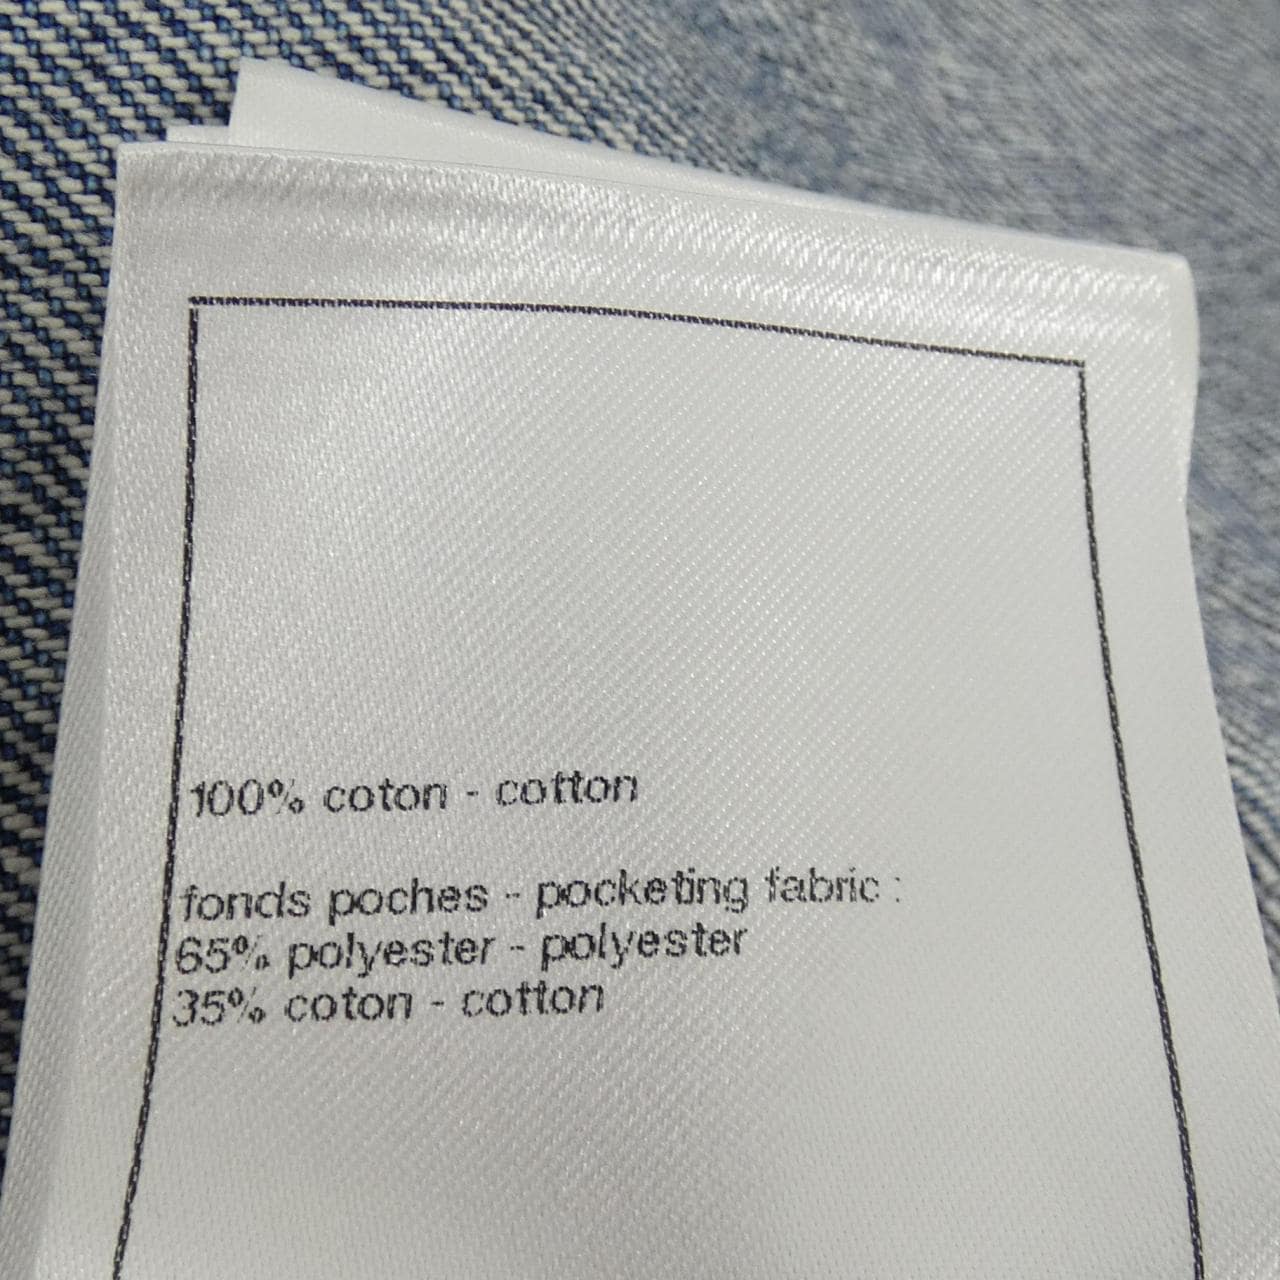 100% coton - cotton
fonds poches - pocketing fabric :
65% polyester - polyester
35% coton - cotton